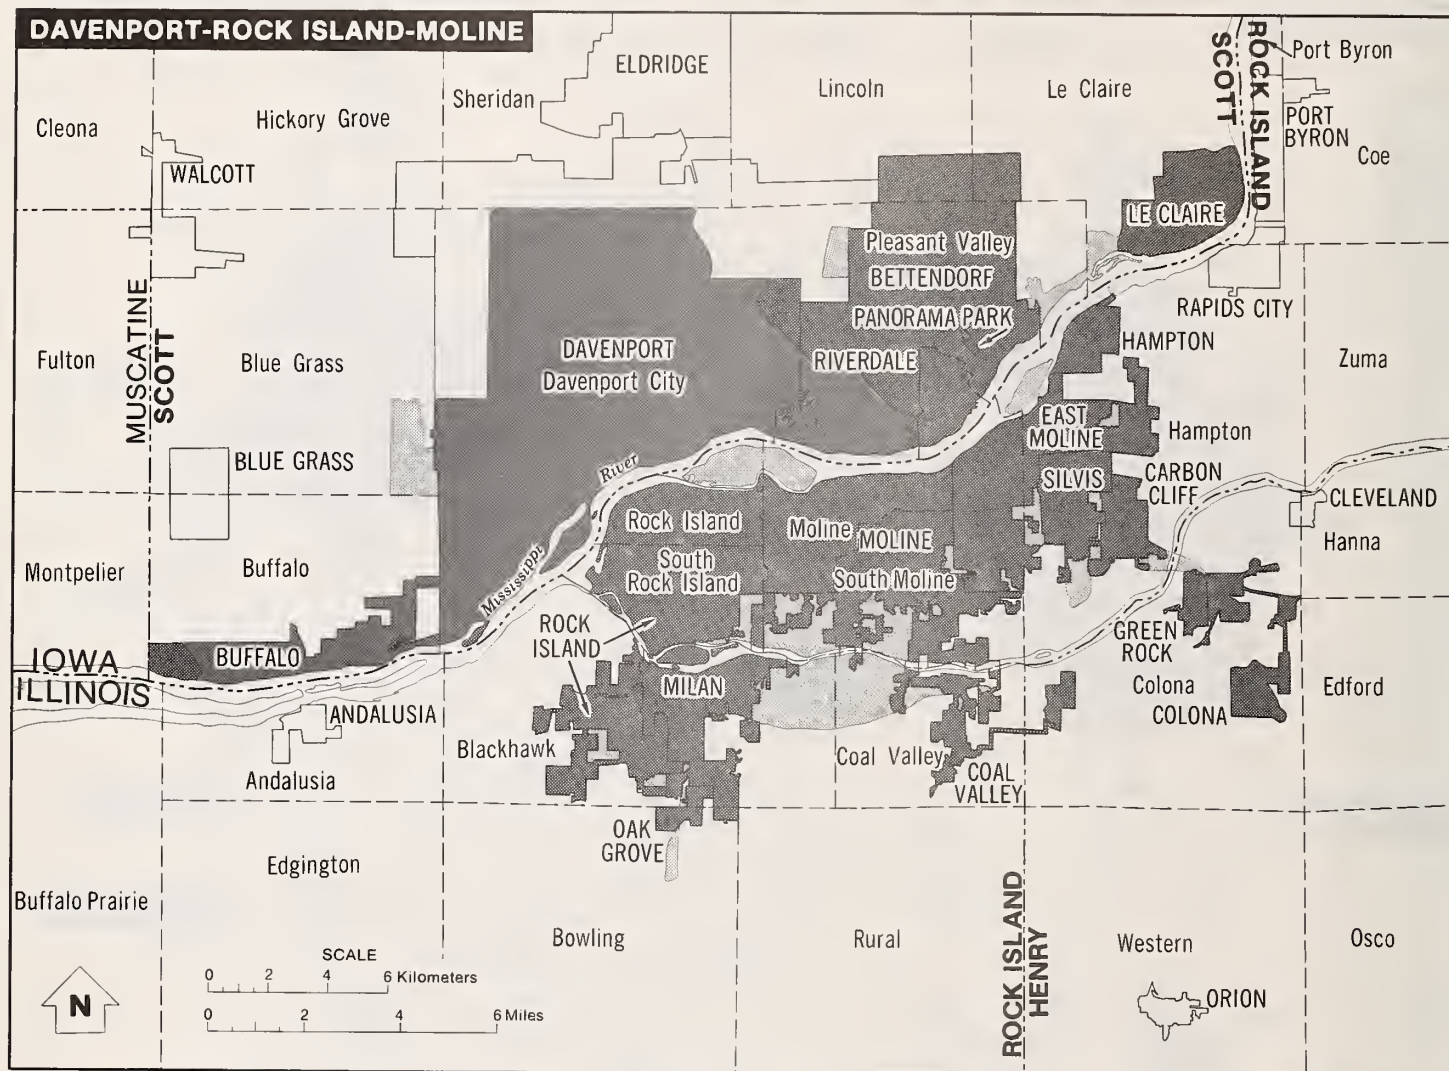 DAVENPORT-ROCK ISLAND-MOLINE
ELDRIDGE
Sheridan
Lincoln
Le Claire
SCOTT
ROCK ISLAND
Port Byron
PORT
BYRON
Coe
Cleona
Hickory Grove
WALCOTT
LE CLAIRE
Pleasant Valley
BETTENDORF
PANORAMA PARK
RIVERDALE
RAPIDS CITY
HAMPTON
Zuma
Fulton
MUSCATINE
SCOTT
Blue Grass
DAVENPORT
Davenport City
EAST
MOLINE
Hampton
BLUE GRASS
River
SILVIS
CARBON
CLIFF
CLEVELAND
Hanna
Rock Island
Moline
MOLINE
Montpelier
Buffalo
Mississippi
South
Rock Island
South Moline
ROCK
ISLAND
GREEN
ROCK
IOWA
ILLINOIS
BUFFALO
MILAN
Colona
COLONA
Edford
ANDALUSIA
Andalusia
Blackhawk
Coal Valley
COAL
VALLEY
OAK
GROVE
Edgington
Buffalo Prairie
Bowling
Rural
ROCK ISLAND
HENRY
Western
Osco
ORION
N
SCALE
0 2 4 6 Kilometers
0 2 4 6 Miles